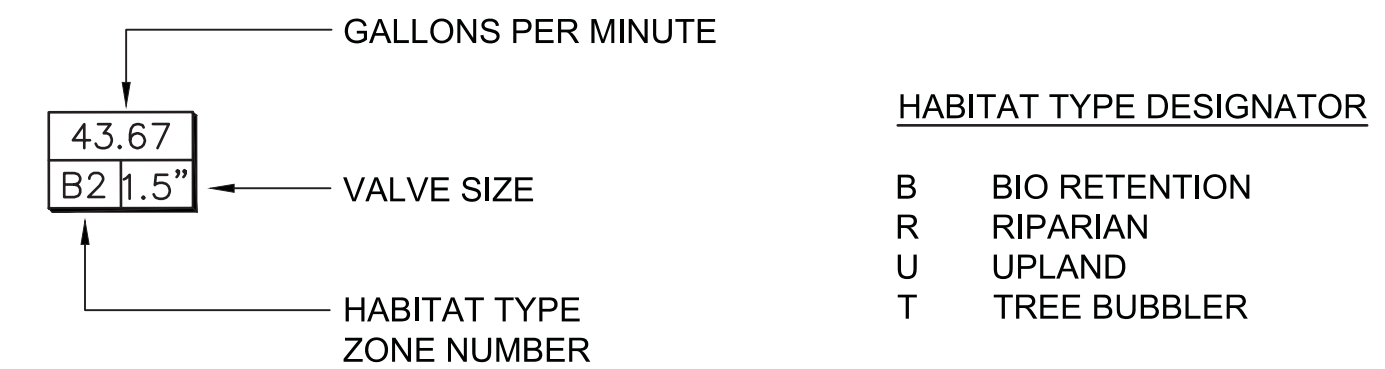 GALLONS PER MINUTE
43.67
B2 1.5”
VALVE SIZE
HABITAT TYPE
ZONE NUMBER
HABITAT TYPE DESIGNATOR
B BIO RETENTION
R RIPARIAN
U UPLAND
T TREE BUBBLER